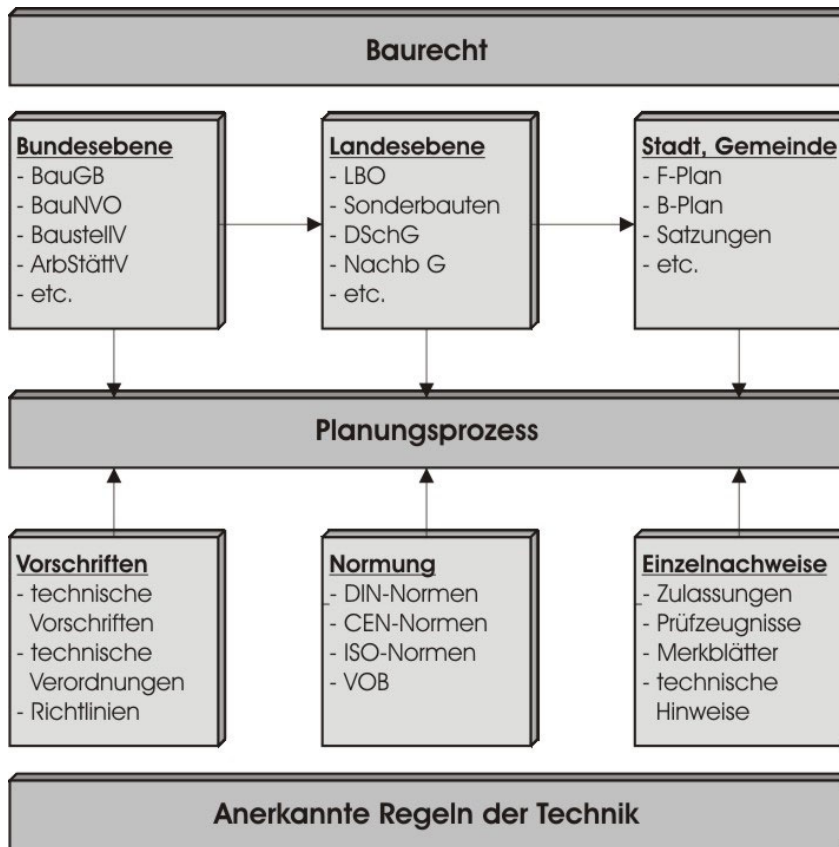 Baurecht
Bundesebene
- BauGB
- BauNVO
- BaustellV
- ArbStättV
- etc.
Landesebene
- LBO
- Sonderbauten
- DSchG
- Nachb G
- etc.
Stadt, Gemeinde
- F-Plan
- B-Plan
- Satzungen
- etc.
Planungsprozess
Vorschriften
- technische
Vorschriften
- technische
Verordnungen
- Richtlinien
Normung
- DIN-Normen
- CEN-Normen
- ISO-Normen
- VOB
Einzelnachweise
- Zulassungen
- Prüfzeugnisse
- Merkblätter
- technische
Hinweise
Anerkannte Regeln der Technik